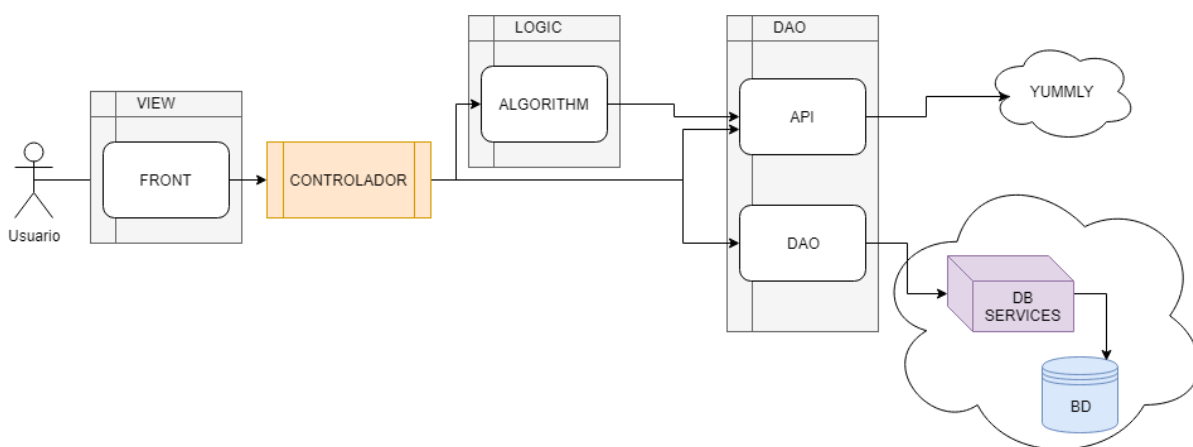 LOGIC
DAO
VIEW
ALGORITHM
API
YUMMLY
FRONT
CONTROLADOR
Usuario
DAO
DB
SERVICES
BD